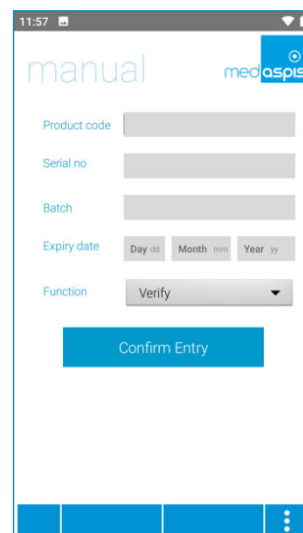 11:57
manual
medaspis
Product code
Serial no
Batch
Expiry date Day dd Month mm Year yy
Function Verify
Confirm Entry